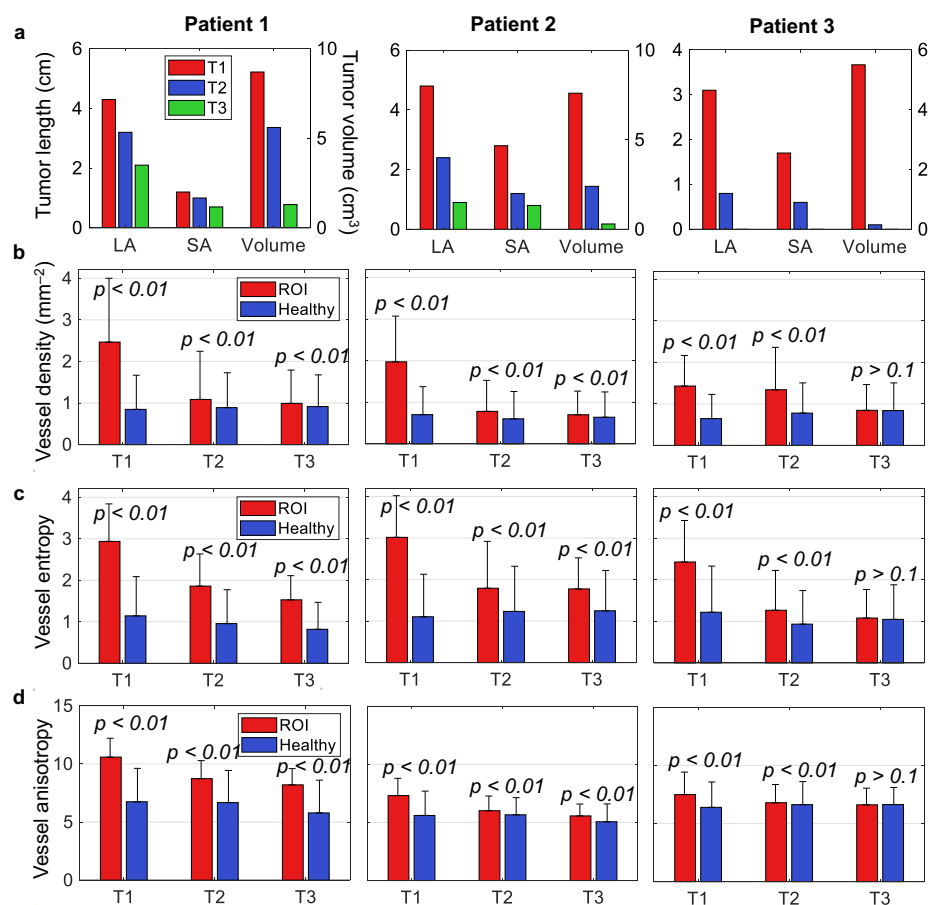 Patient 1
Patient 2
Patient 3
a
Tumor length (cm)
6
4
2
0
T1
T2
T3
10
5
0
Tumor volume (cm³)
LA SA Volume
6
4
2
0
10
5
0
LA SA Volume
4
3
2
1
0
6
4
2
0
LA SA Volume
b
Vessel density (mm⁻²)
4
3
2
1
0
ROI
Healthy
p < 0.01
p < 0.01
p < 0.01
T1 T2 T3
p < 0.01
p < 0.01
p < 0.01
T1 T2 T3
p < 0.01
p < 0.01
p > 0.1
T1 T2 T3
c
Vessel entropy
4
3
2
1
0
ROI
Healthy
p < 0.01
p < 0.01
p < 0.01
T1 T2 T3
p < 0.01
p < 0.01
p < 0.01
T1 T2 T3
p < 0.01
p < 0.01
p > 0.1
T1 T2 T3
d
Vessel anisotropy
15
10
5
0
ROI
Healthy
p < 0.01
p < 0.01
p < 0.01
T1 T2 T3
p < 0.01
p < 0.01
p < 0.01
T1 T2 T3
p < 0.01
p < 0.01
p > 0.1
T1 T2 T3